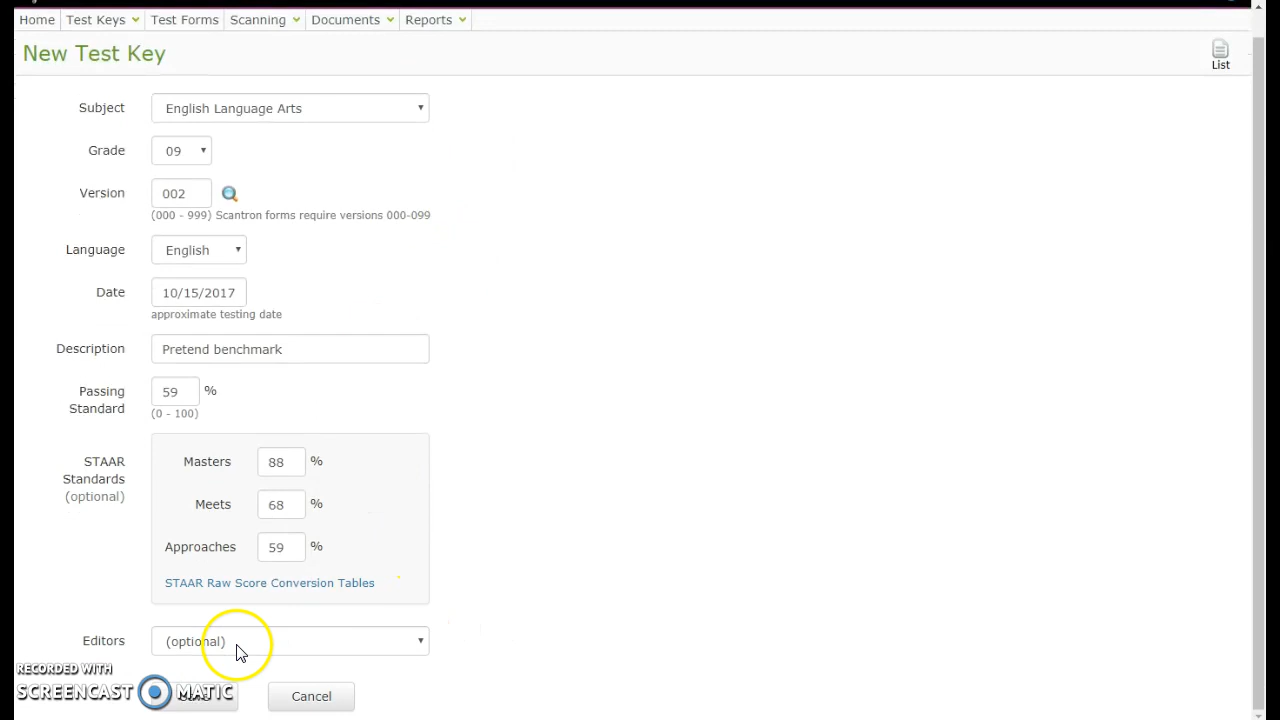 Home Test Keys Test Forms Scanning Documents Reports
New Test Key
List
Subject English Language Arts
Grade 09
Version 002
(000 - 999) Scantron forms require versions 000-099
Language English
Date 10/15/2017
approximate testing date
Description Pretend benchmark
Passing Standard 59 %
(0 - 100)
STAAR Standards (optional)
Masters 88 %
Meets 68 %
Approaches 59 %
STAAR Raw Score Conversion Tables
Editors (optional)
Cancel
RECORDED WITH
SCREENCAST MATIC